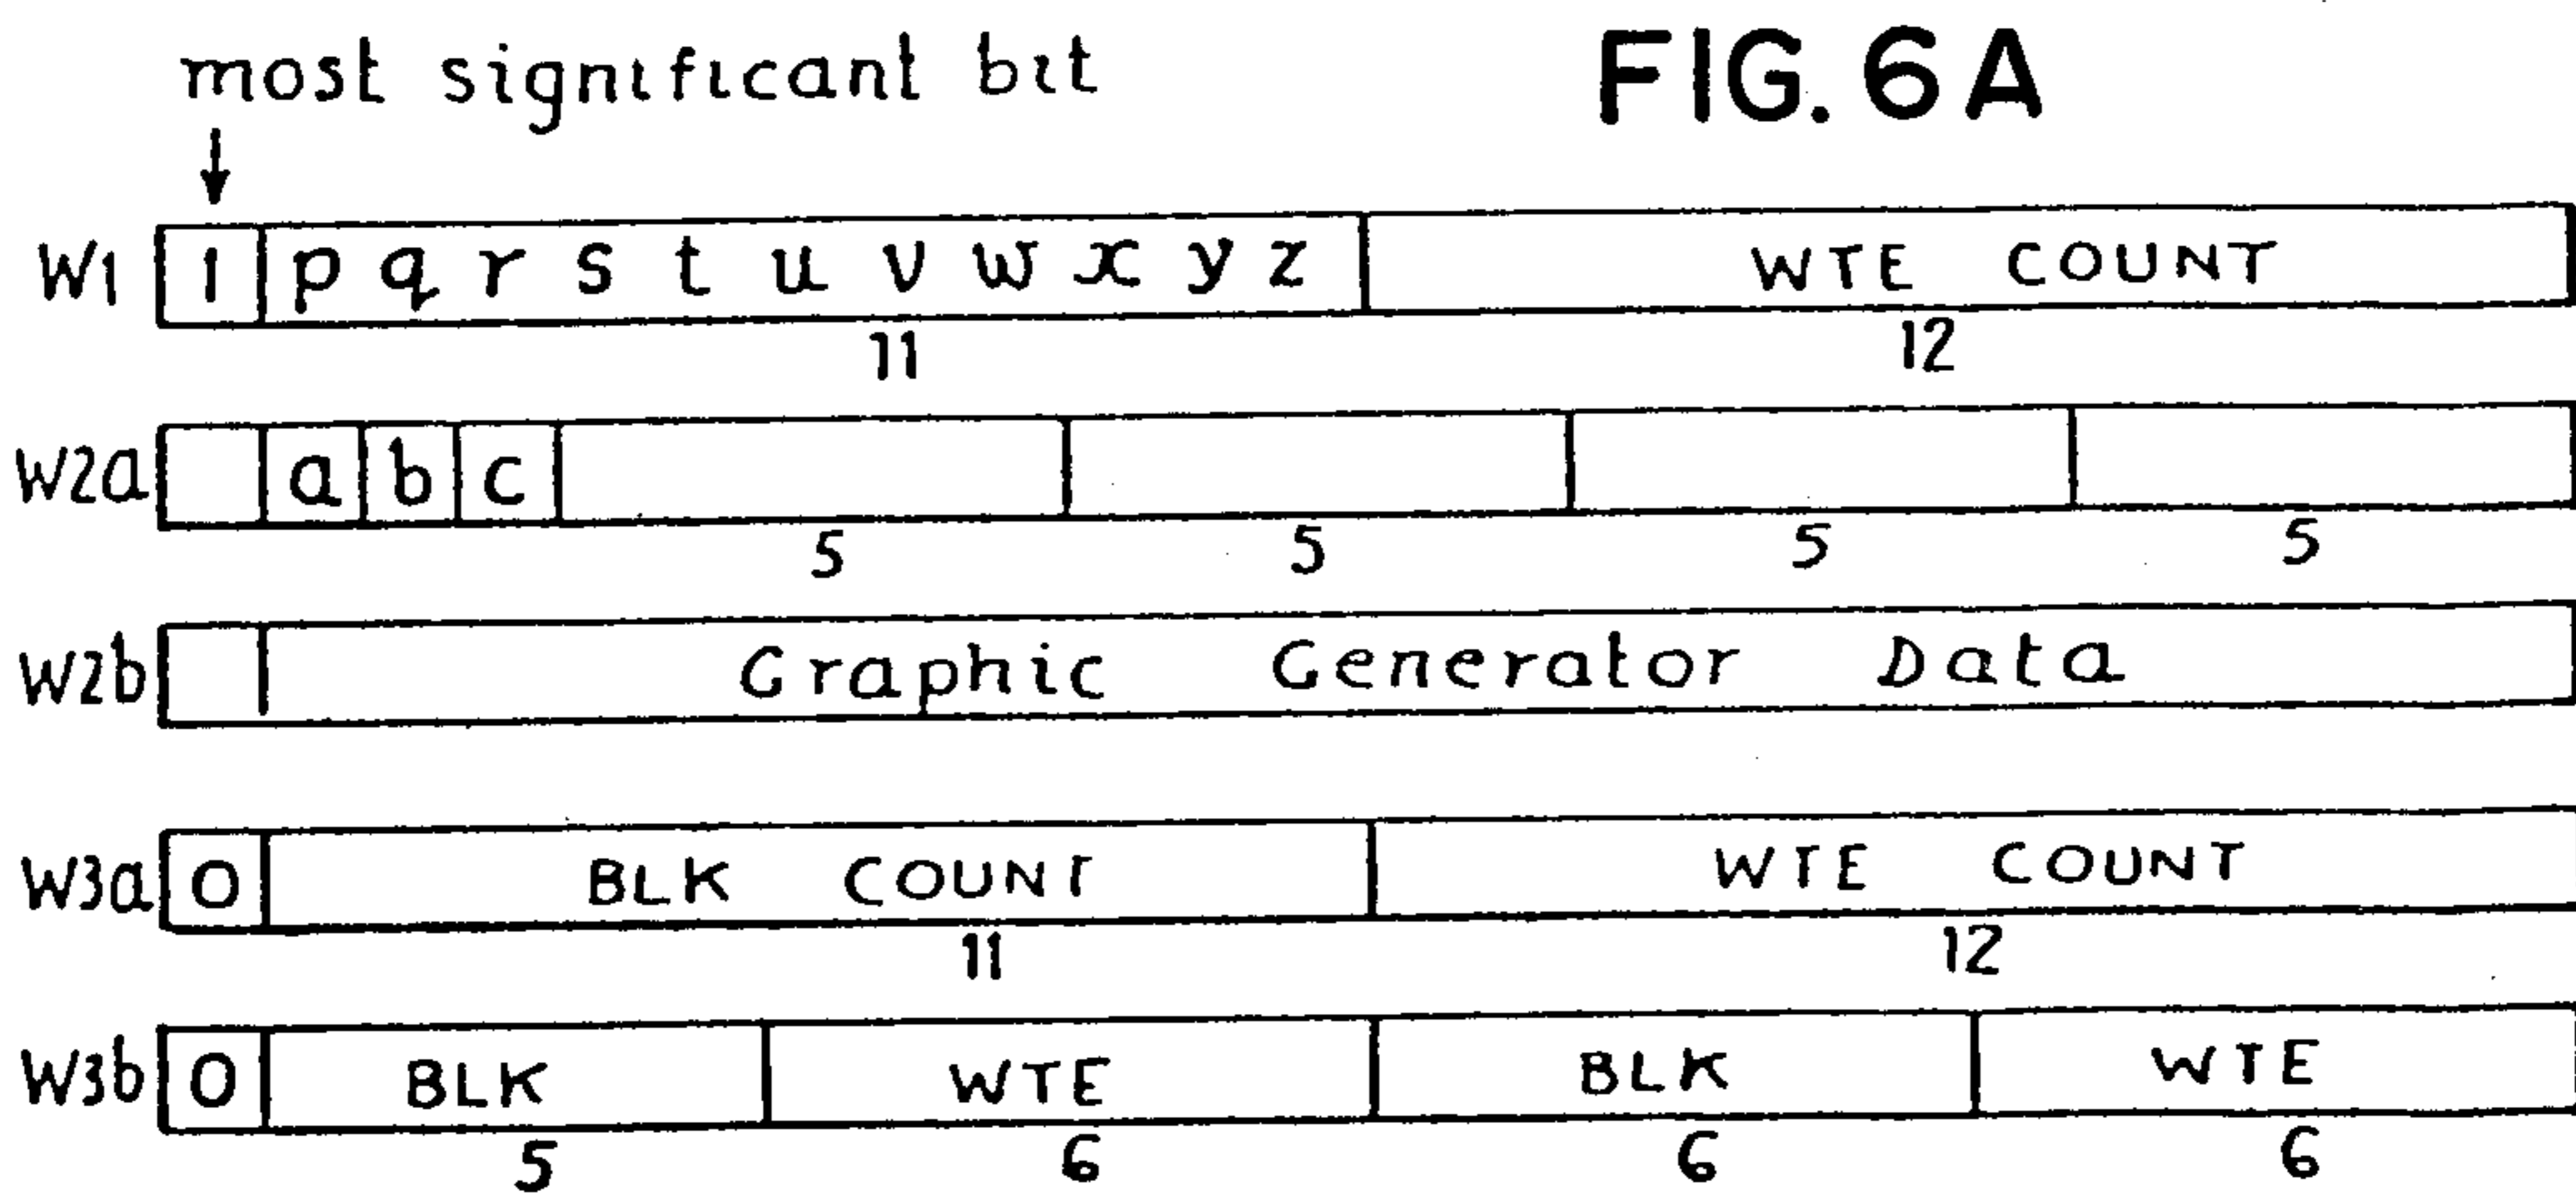 most significant bit FIG. 6A
W1 1 p q r s t u v w x y z WTE COUNT
11 12
W2a a b c
5 5 5 5
W2b Graphic Generator Data
W3a 0 BLK COUNT WTE COUNT
11 12
W3b 0 BLK WTE BLK WTE
5 6 6 6